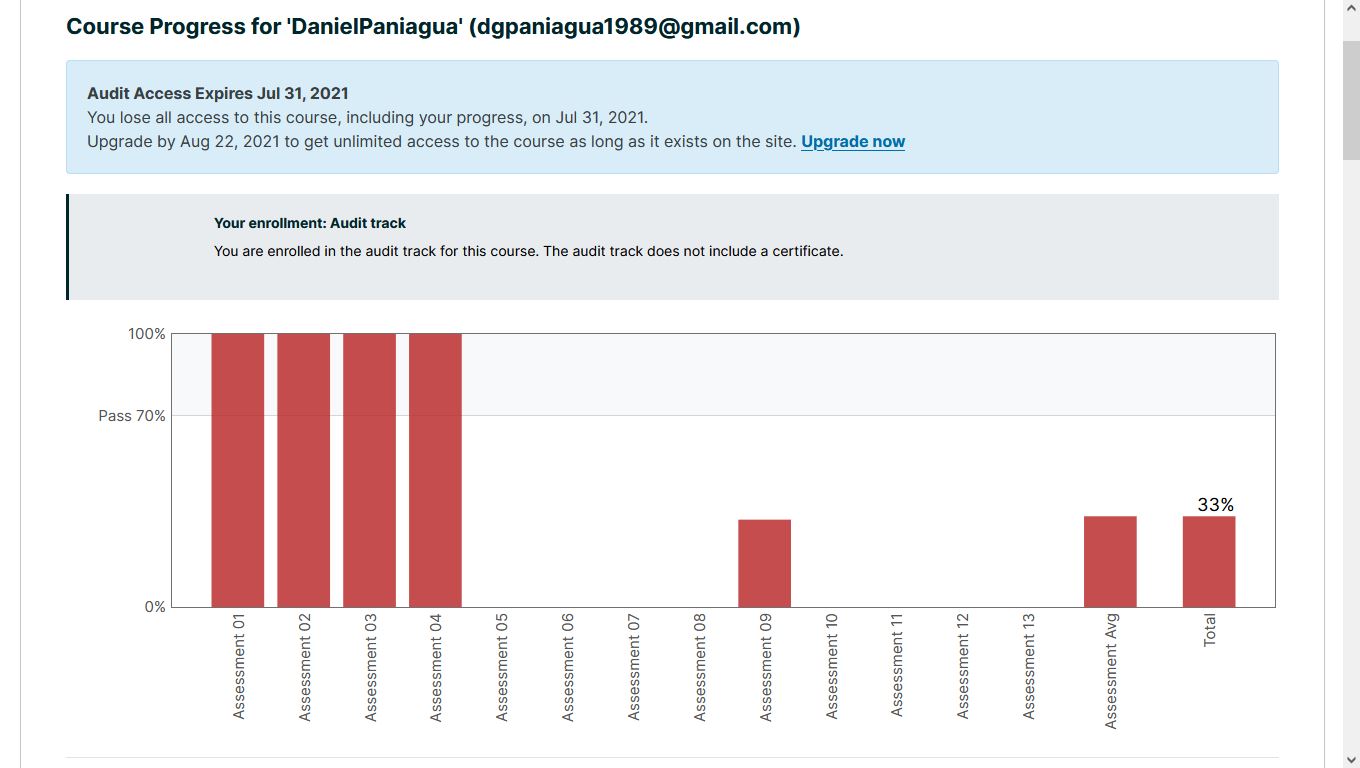 Course Progress for 'DanielPaniagua' (dgpaniagua1989@gmail.com)
Audit Access Expires Jul 31, 2021
You lose all access to this course, including your progress, on Jul 31, 2021.
Upgrade by Aug 22, 2021 to get unlimited access to the course as long as it exists on the site. Upgrade now
Your enrollment: Audit track
You are enrolled in the audit track for this course. The audit track does not include a certificate.
100%
Pass 70%
33%
0%
Assessment 01
Assessment 02
Assessment 03
Assessment 04
Assessment 05
Assessment 06
Assessment 07
Assessment 08
Assessment 09
Assessment 10
Assessment 11
Assessment 12
Assessment 13
Assessment Avg
Total